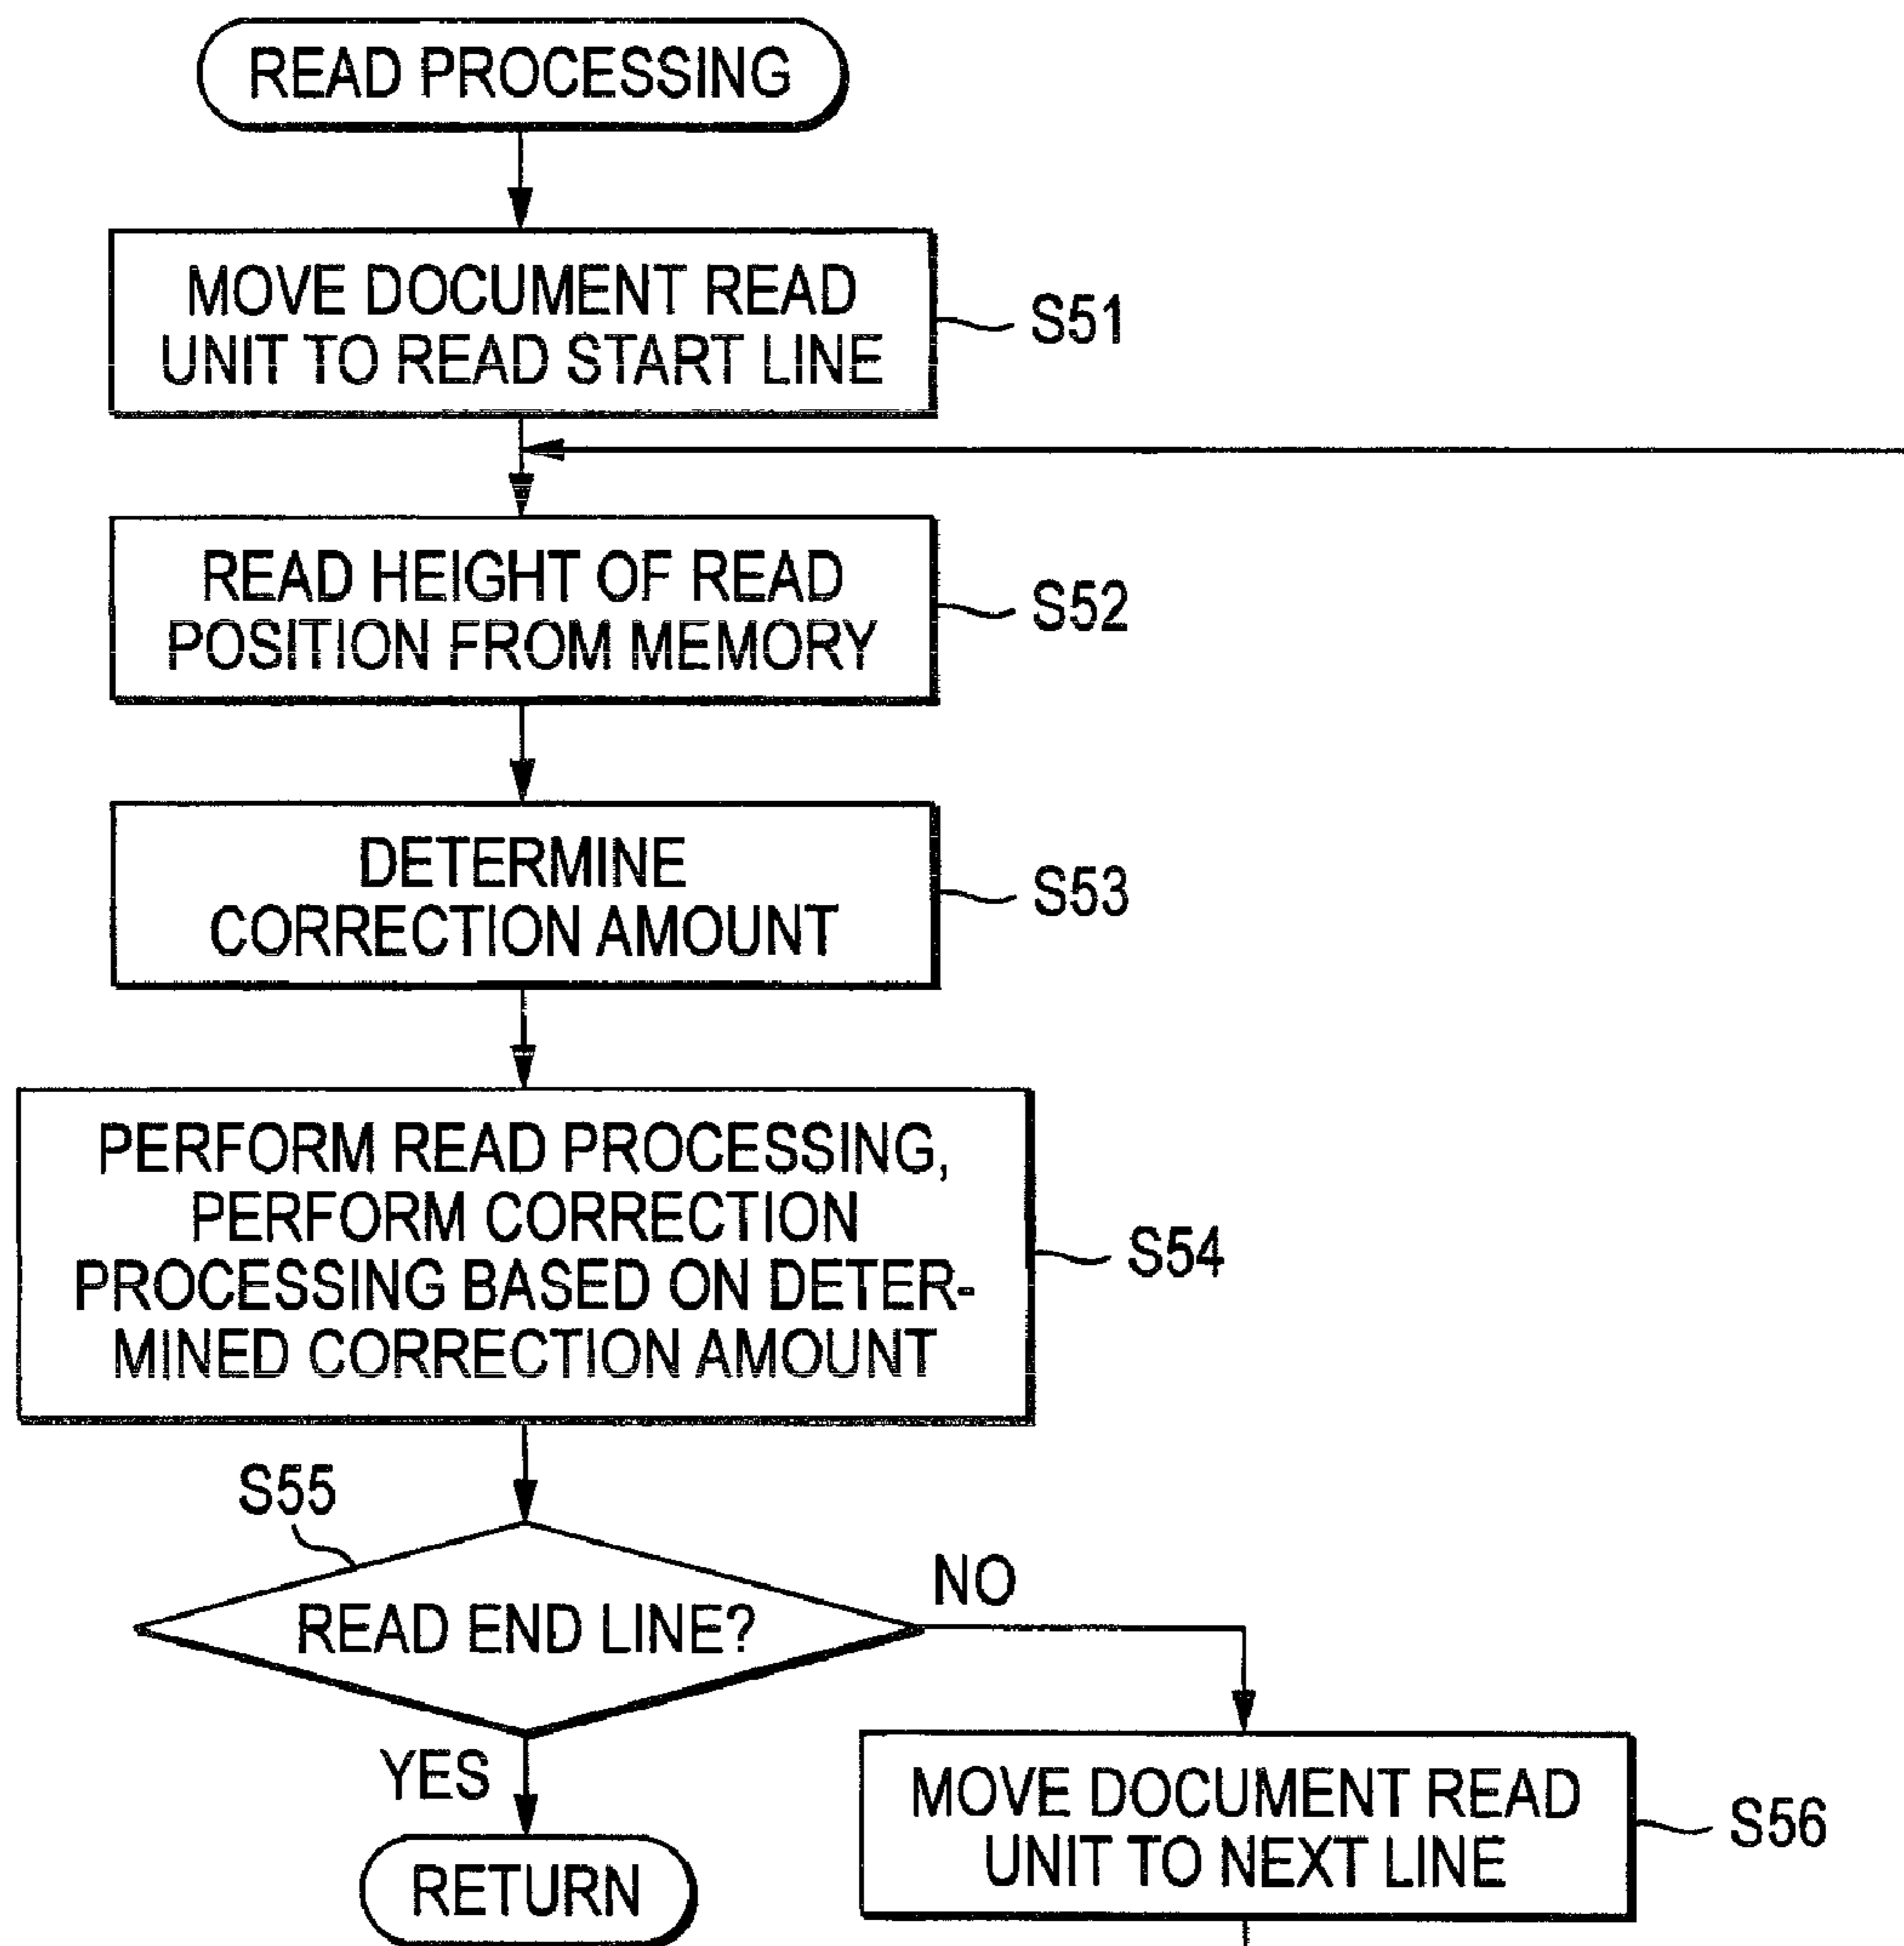 READ PROCESSING
MOVE DOCUMENT READ
UNIT TO READ START LINE
S51
READ HEIGHT OF READ
POSITION FROM MEMORY
S52
DETERMINE
CORRECTION AMOUNT
S53
PERFORM READ PROCESSING,
PERFORM CORRECTION
PROCESSING BASED ON DETER-
MINED CORRECTION AMOUNT
S54
S55
READ END LINE?
NO
YES
MOVE DOCUMENT READ
UNIT TO NEXT LINE
S56
RETURN